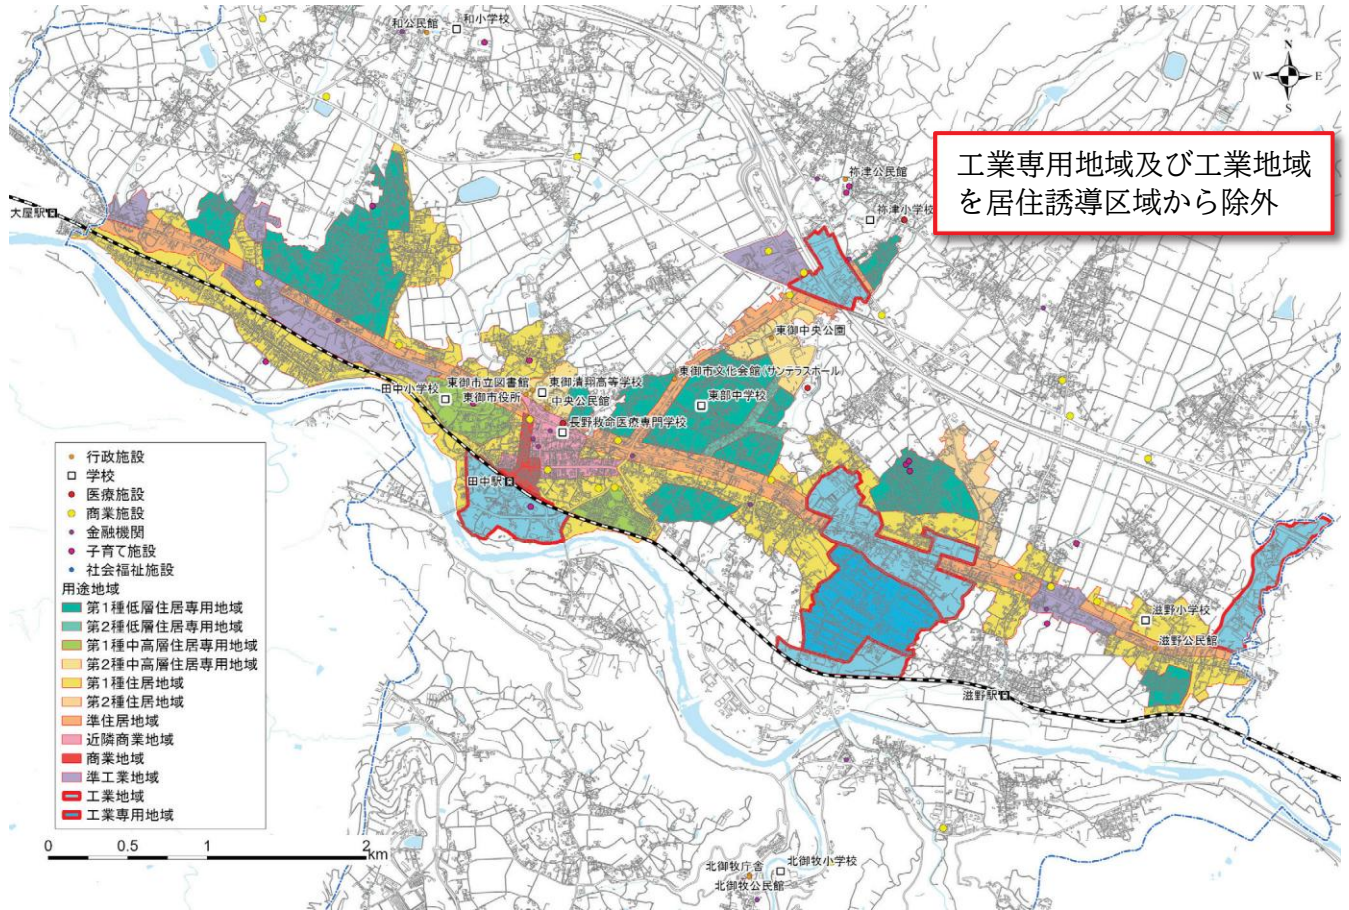 和公民館
和小学校
N
W
E
S
工業専用地域及び工業地域
を居住誘導区域から除外
祢津公民館
祢津小学校
大屋駅
東御中央公園
田中小学校
東御市立図書館
東御清翔高等学校
東御市文化会館 サンテラスホール
東御市役所
中央公民館
東部中学校
長野救命医療専門学校
田中駅
滋野小学校
滋野公民館
滋野駅
行政施設
学校
医療施設
商業施設
金融機関
子育て施設
社会福祉施設
用途地域
第1種低層住居専用地域
第2種低層住居専用地域
第1種中高層住居専用地域
第2種中高層住居専用地域
第1種住居地域
第2種住居地域
準住居地域
近隣商業地域
商業地域
準工業地域
工業地域
工業専用地域
0 0.5 1 2
km
北御牧庁舎
北御牧小学校
北御牧公民館